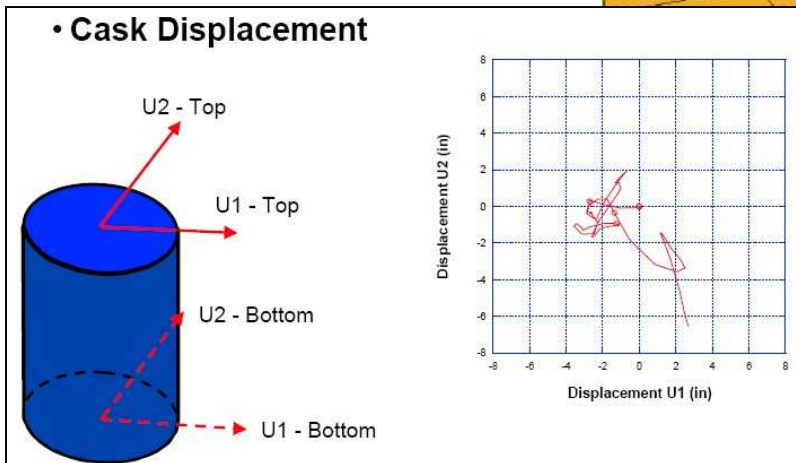 • Cask Displacement
U2 - Top
U1 - Top
U2 - Bottom
U1 - Bottom
Displacement U2 (in)
8
6
4
2
0
-2
-4
-6
-8
-8 -6 -4 -2 0 2 4 6 8
Displacement U1 (in)